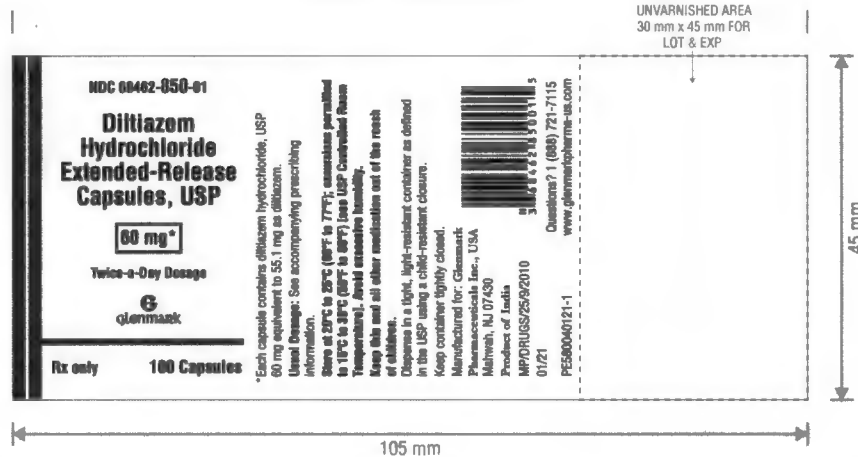 UNVARNISHED AREA
30 mm x 45 mm FOR
LOT & EXP
NDC 68462-850-01
Diltiazem
Hydrochloride
Extended-Release
Capsules, USP
60 mg*
Twice-a-Day Dosage
G
glenmark
Rx only 100 Capsules
*Each capsule contains diltiazem hydrochloride, USP
60 mg equivalent to 55.1 mg as diltiazem.
Usual Dosage: See accompanying prescribing
information.
Store at 20°C to 25°C (68°F to 77°F); excursions permitted
to 15°C to 30°C (59°F to 86°F) [see USP Controlled Room
Temperature]. Avoid excessive humidity.
Keep this and all other medication out of the reach
of children.
Dispense in a tight, light-resistant container as defined
in the USP using a child-resistant closure.
Keep container tightly closed.
Manufactured for: Glenmark
Pharmaceuticals Inc., USA
Mahwah, NJ 07430
Product of India
MP/DRUGS/25/9/2010
01/21
PE580040121-1
Questions? 1 (888) 721-7115
www.glenmarkpharma-us.com
45 mm
105 mm